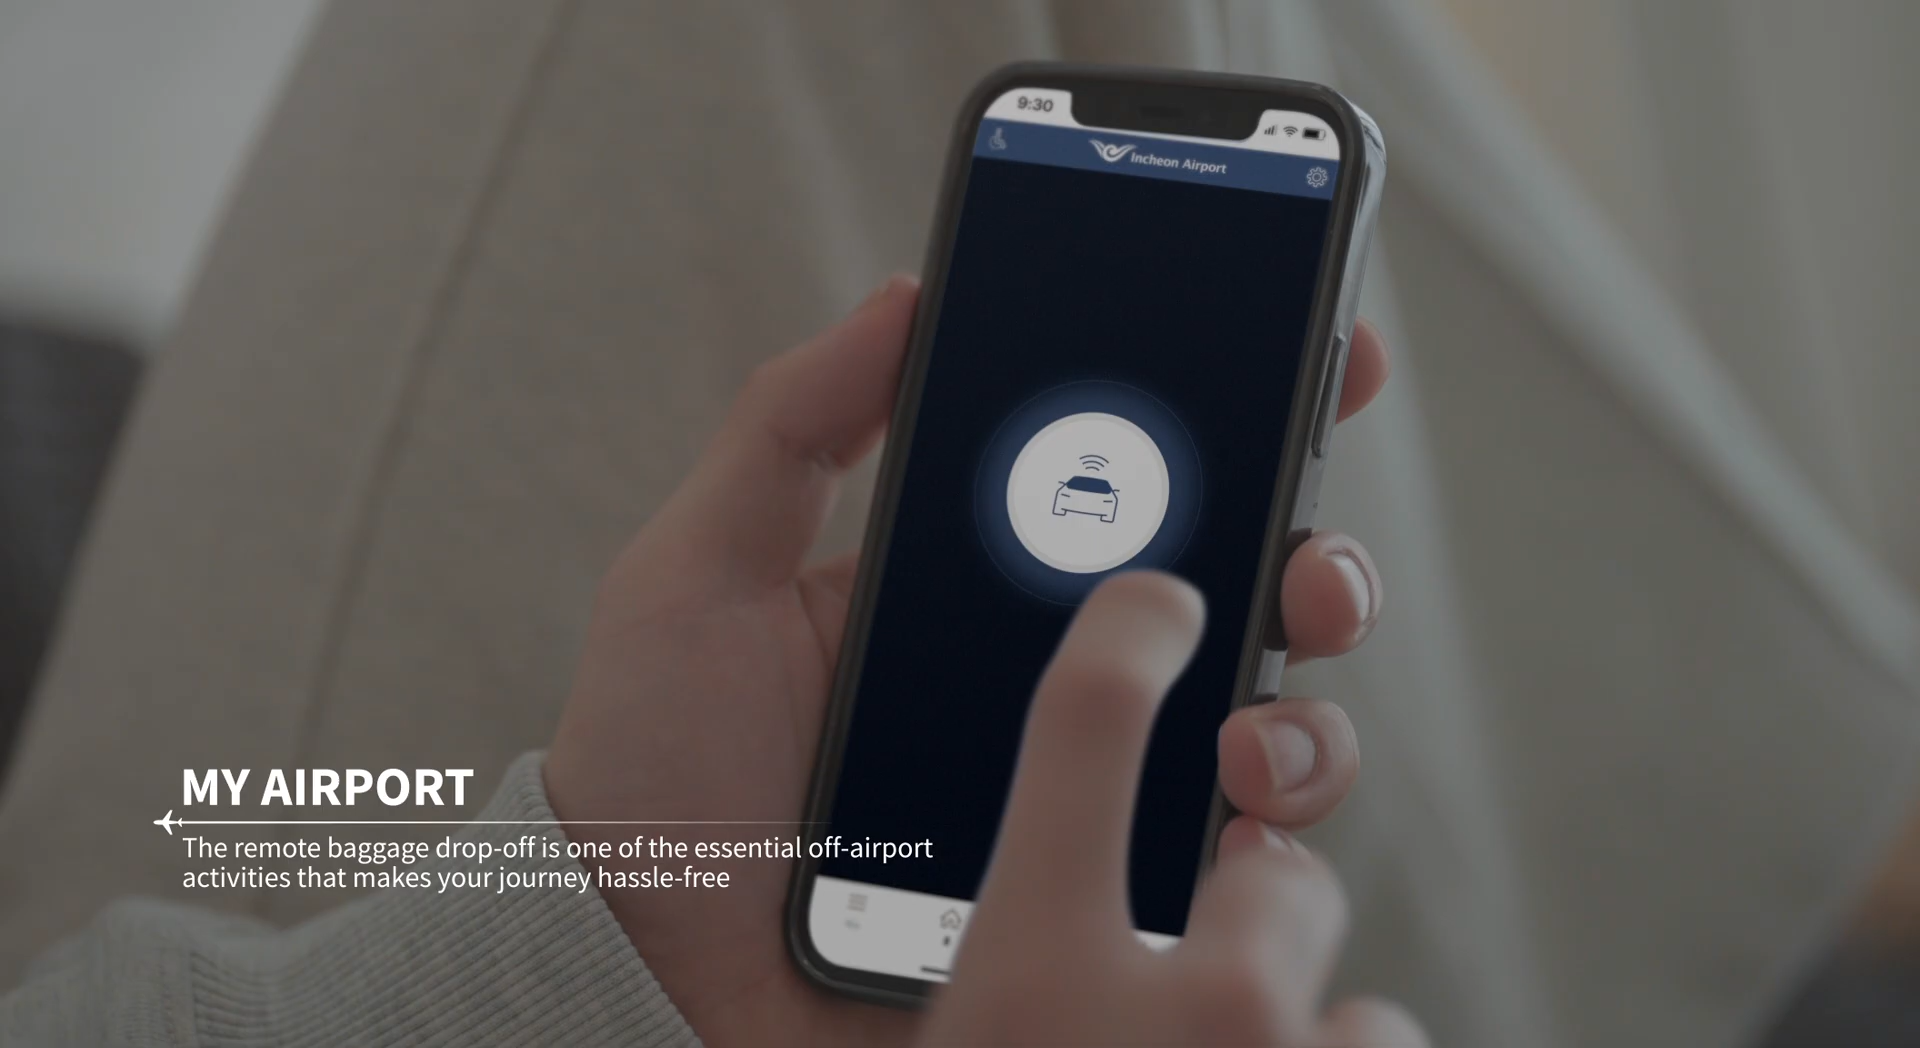 9:30
Incheon Airport
MY AIRPORT
The remote baggage drop-off is one of the essential off-airport
activities that makes your journey hassle-free